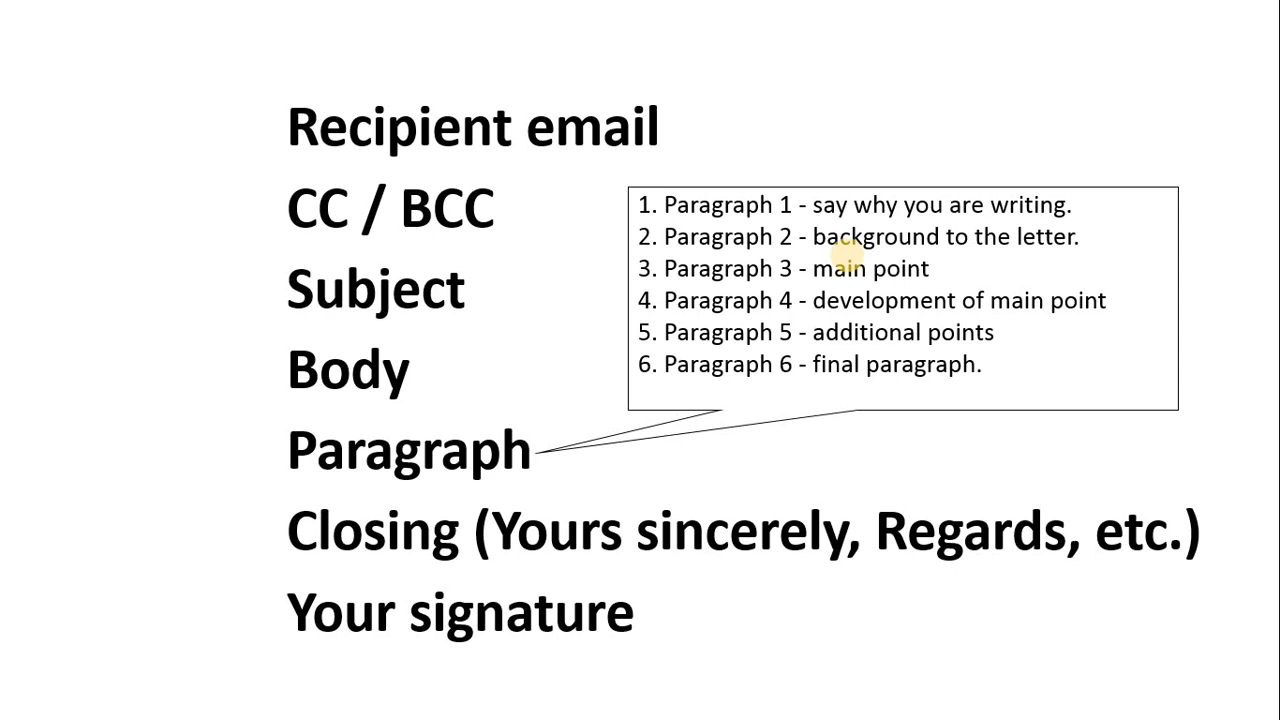 Recipient email
CC / BCC
Subject
Body
Paragraph
1. Paragraph 1 - say why you are writing.
2. Paragraph 2 - background to the letter.
3. Paragraph 3 - main point
4. Paragraph 4 - development of main point
5. Paragraph 5 - additional points
6. Paragraph 6 - final paragraph.
Closing (Yours sincerely, Regards, etc.)
Your signature